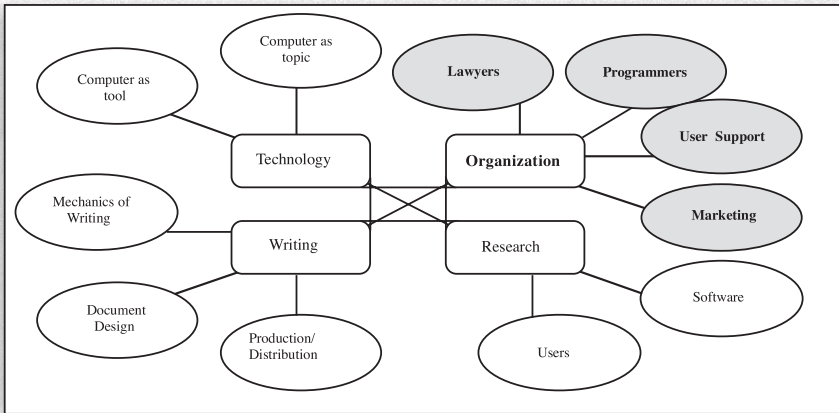 Computer as
topic
Computer as
tool
Lawyers
Programmers
User Support
Technology
Organization
Mechanics of
Writing
Marketing
Writing
Research
Document
Design
Production/
Distribution
Users
Software